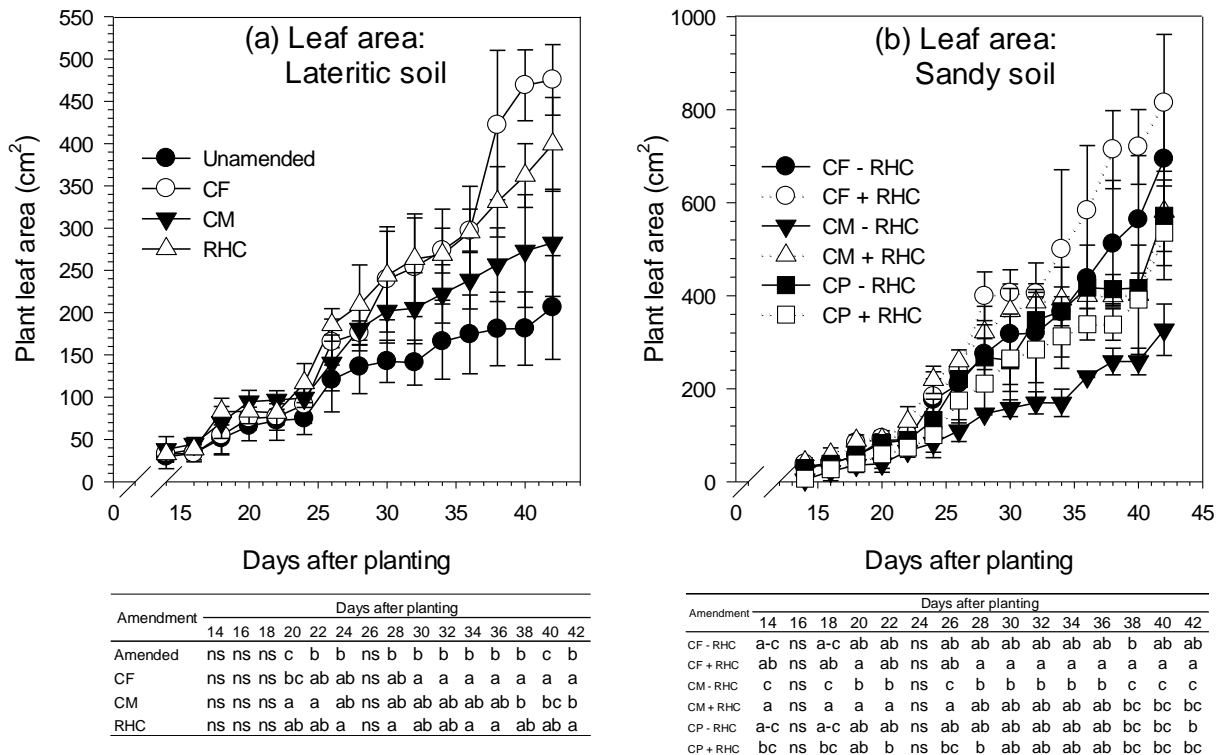 (a) Leaf area:
Lateritic soil
550
500
450
400
350
300
250
200
150
100
50
0
Plant leaf area (cm²)
Unamended
CF
CM
RHC
0 15 20 25 30 35 40
Days after planting
Amendment Days after planting
14 16 18 20 22 24 26 28 30 32 34 36 38 40 42
Amended ns ns ns c b b ns b b b b b b c b
CF ns ns ns bc ab ab ns ab a a a a a a a
CM ns ns ns a a ab ns a ab ab ab ab b bc b
RHC ns ns ns ab ab a ns a ab ab a a ab ab a
(b) Leaf area:
Sandy soil
1000
800
600
400
200
0
Plant leaf area (cm²)
CF - RHC
CF + RHC
CM - RHC
CM + RHC
CP - RHC
CP + RHC
0 15 20 25 30 35 40 45
Days after planting
Amendment Days after planting
14 16 18 20 22 24 26 28 30 32 34 36 38 40 42
CF - RHC a-c ns a-c ab ab ns ab ab ab ab ab ab b ab ab
CF + RHC ab ns ab a ab ns ab a a a a a a a a
CM - RHC c ns c b b ns c b b b b b c c c
CM + RHC a ns a a a ns a ab ab ab ab ab bc bc b
CP - RHC a-c ns a-c ab ab ns ab ab ab ab ab ab bc bc b
CP + RHC bc ns bc ab b ns bc b ab ab ab ab bc bc b